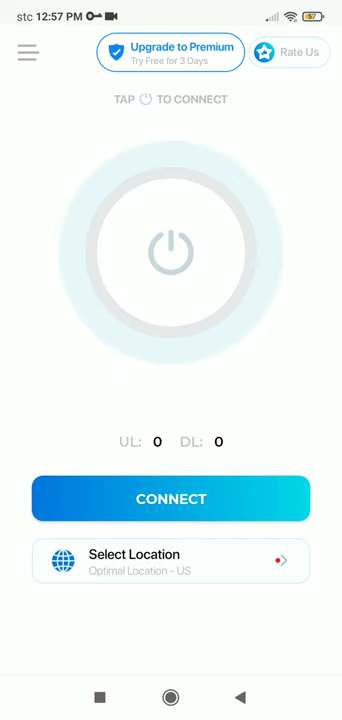 stc 12:57 PM
57
Upgrade to Premium
Try Free for 3 Days
Rate Us
TAP TO CONNECT
UL: 0 DL: 0
CONNECT
Select Location
Optimal Location - US